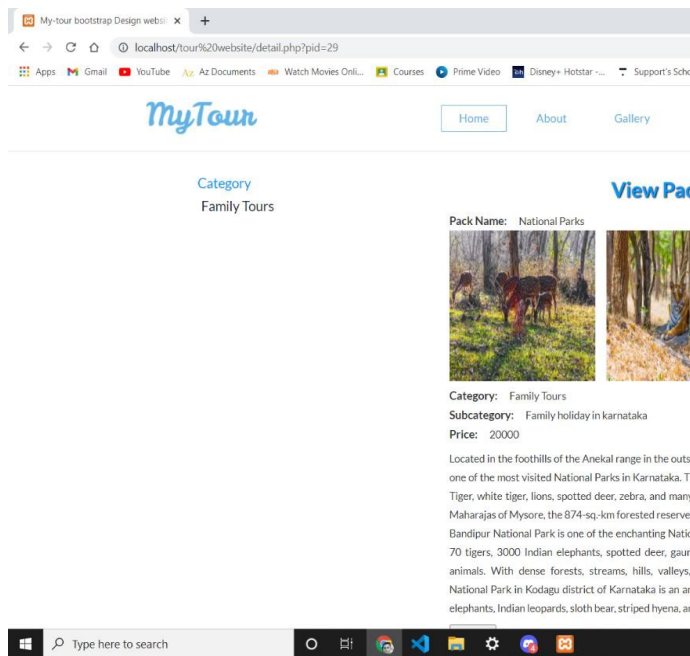 My-tour bootstrap Design websi
localhost/tour%20website/detail.php?pid=29
Apps
Gmail
YouTube
Az Documents
Watch Movies Onli...
Courses
Prime Video
Disney+ Hotstar -...
Support's Scho
MyTour
Home
About
Gallery
Category
Family Tours
View Pac
Pack Name: National Parks
Category: Family Tours
Subcategory: Family holiday in karnataka
Price: 20000
Located in the foothills of the Anekal range in the outs
one of the most visited National Parks in Karnataka. T
Tiger, white tiger, lions, spotted deer, zebra, and many
Maharajas of Mysore, the 874-sq.-km forested reserve
Bandipur National Park is one of the enchanting Natio
70 tigers, 3000 Indian elephants, spotted deer, gaur
animals. With dense forests, streams, hills, valleys,
National Park in Kodagu district of Karnataka is an ar
elephants, Indian leopards, sloth bear, striped hyena, an
Type here to search